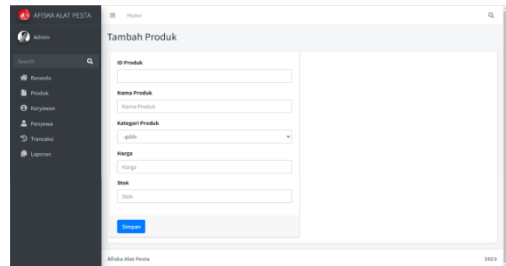 AFISKA ALAT PESTA
Home
Admin
Tambah Produk
Search
Beranda
Produk
Karyawan
Penyewa
Transaksi
Laporan
ID Produk
Nama Produk
Nama Produk
Kategori Produk
-pilih-
Harga
Harga
Stok
Stok
Simpan
Afiska Alat Pesta
2023